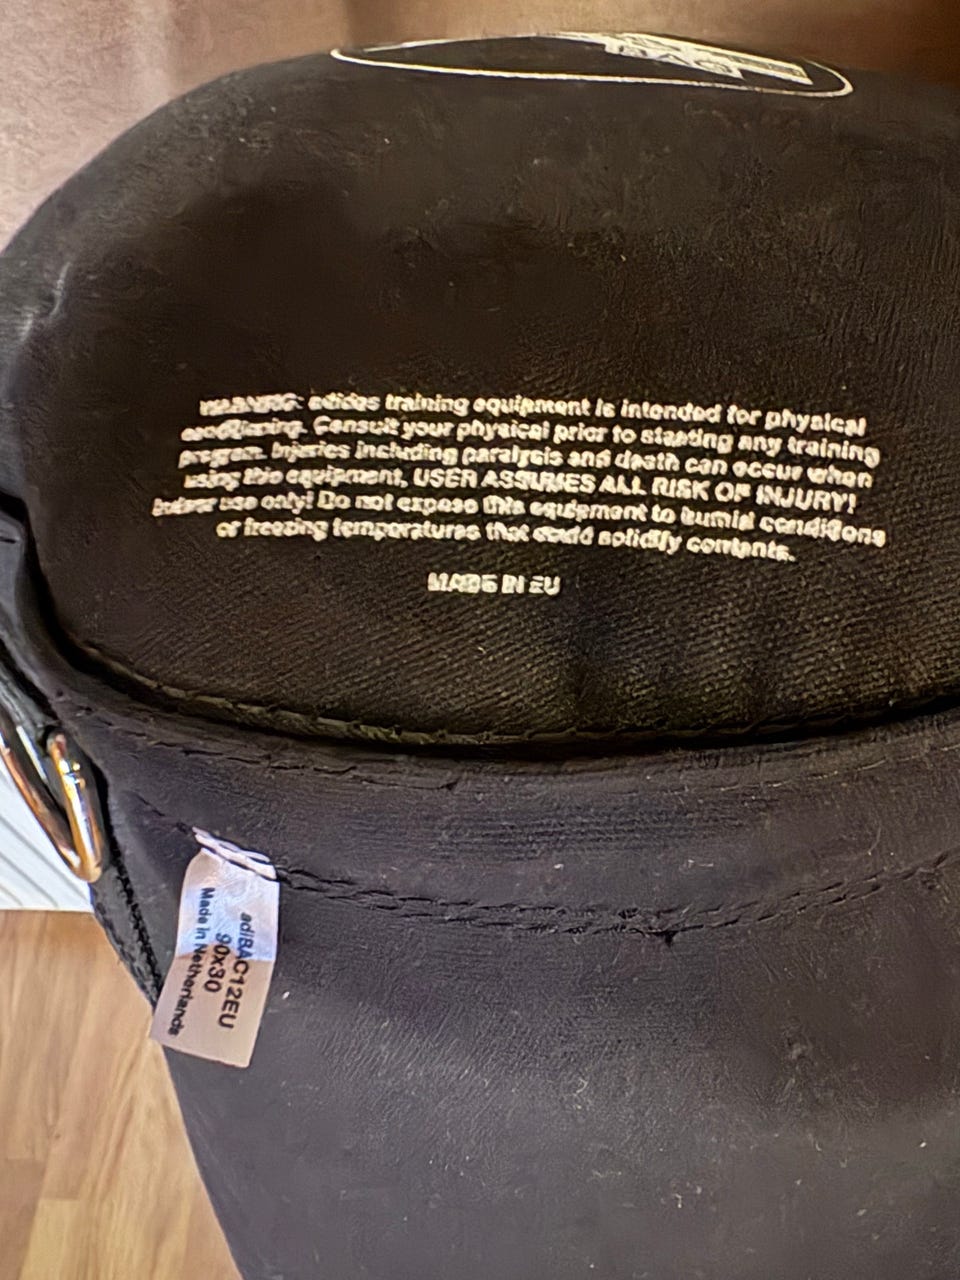 BAG
WARNING: adidas training equipment is intended for physical
conditioning. Consult your physical prior to starting any training
program. Injuries including paralysis and death can occur when
using this equipment, USER ASSUMES ALL RISK OF INJURY!
Indoor use only! Do not expose this equipment to humid conditions
or freezing temperatures that could solidify contents.
MADE IN EU
adiBAC12EU
90x30
Made in Netherlands